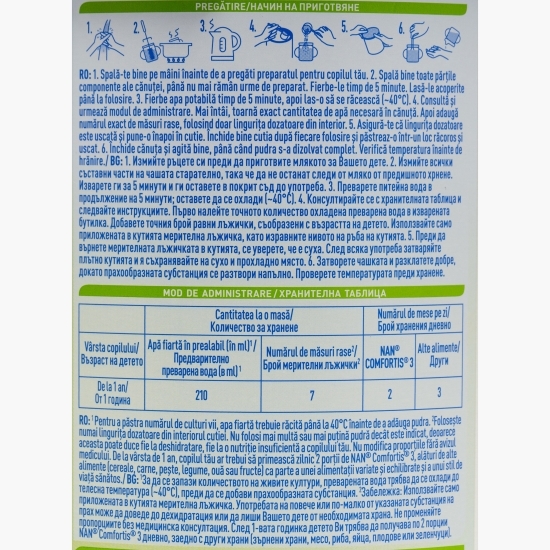 PREGĂTIRE/НАЧИН НА ПРИГОТВЯНЕ
1. 2. 3. 4. 5. 6.
RO: 1. Spală-te bine pe mâini înainte de a pregăti preparatul pentru copilul tău. 2. Spală bine toate părțile
componente ale cănuței, până nu mai rămân urme de preparat. Fierbe-le timp de 5 minute. Lasă-le acoperite
până la folosire. 3. Fierbe apa potabilă timp de 5 minute, apoi las-o să se răcească (~40°C). 4. Consultă și
urmează modul de administrare. Mai întâi, toarnă exact cantitatea de apă necesară în cănuță. Apoi adaugă
numărul exact de măsuri rase, folosind doar lingurița dozatoare din interior. 5. Asigură-te că lingurița dozatoare
este uscată și pune-o înapoi în cutie. Închide bine cutia după fiecare folosire și păstreaz-o într-un loc răcoros și
uscat. 6. Închide cănuța și agită bine, până când pudra s-a dizolvat complet. Verifică temperatura înainte de
hrănire./ BG: 1. Измийте ръцете си преди да приготвите млякото за Вашето дете. 2. Измийте всички
съставни части на чашата старателно, така че да не останат следи от мляко от предишното хранене.
Изварете ги за 5 минути и ги оставете в покрит съд до употреба. 3. Преварете питейна вода в
продължение на 5 минути; оставете да се охлади (~40°C). 4. Консултирайте се с хранителната таблица и
следвайте инструкциите. Първо налейте точното количество охладена преварена вода в изварената
бутилка. Добавете точния брой равни лъжички, съобразени с възрастта на детето. Използвайте само
приложената в кутията мерителна лъжичка, като изравните нивото на ръба на кутията. 5. Преди да
върнете мерителната лъжичката в кутията, се уверете, че е суха. След всяка употреба затваряйте
плътно кутията и я съхранявайте на сухо и прохладно място. 6. Затворете чашката и разклатете добре,
докато прахообразната субстанция се разтвори напълно. Проверете температурата преди хранене.
MOD DE ADMINISTRARE/ХРАНИТЕЛНА ТАБЛИЦА
Cantitatea la o masă/
Количество за хранене
Numărul de mese pe zi/
Брой хранения дневно
Vârsta copilului/
Възраст на детето
Apă fiartă în prealabil (în ml)¹/
Предварително
преварена вода (в ml)¹
Numărul de măsuri rase²/
Брой мерителни лъжички²
NAN®
COMFORTIS® 3
Alte alimente/
Други
De la 1 an/
От 1 година
210
7
2
3
RO: ¹ Pentru a păstra numărul de culturi vii, apa fiartă trebuie răcită până la 40°C înainte de a adăuga pudra. ²Folosește
numai lingurița dozatoare din interiorul cutiei. Nu folosi mai multă sau mai puțină pudră decât este indicat, deoarece
aceasta poate duce fie la deshidratare, fie la o nutriție insuficientă a copilului tău. Nu modifica proporțiile fără avizul
medicului. De la vârsta de 1 an, copilul tău ar trebui să primească zilnic 2 porții de NAN® Comfortis® 3, alături de alte
alimente (cereale, carne, pește, legume, ouă sau fructe) ca parte a unei alimentații variate și echilibrate și a unui stil de
viață sănătos./ BG: ¹За да се запази количеството на живите култури, преварената вода трябва да се охлади до
телесна температура (~40°C), преди да се добави прахообразната субстанция. ²Забележка: Използвайте само
приложената в кутията мерителна лъжичка. Употребата на повече или по-малко от указаната субстанция на
прах може да доведе до дехидратация или да лиши Вашето дете от необходимата храна. Не променяйте
пропорциите без медицинска консултация. След 1-вата годинка детето Ви трябва да получава по 2 порции
NAN® Comfortis® 3 дневно, заедно с други храни (зърнени храни, месо, риба, яйца, плодове или зеленчуци).